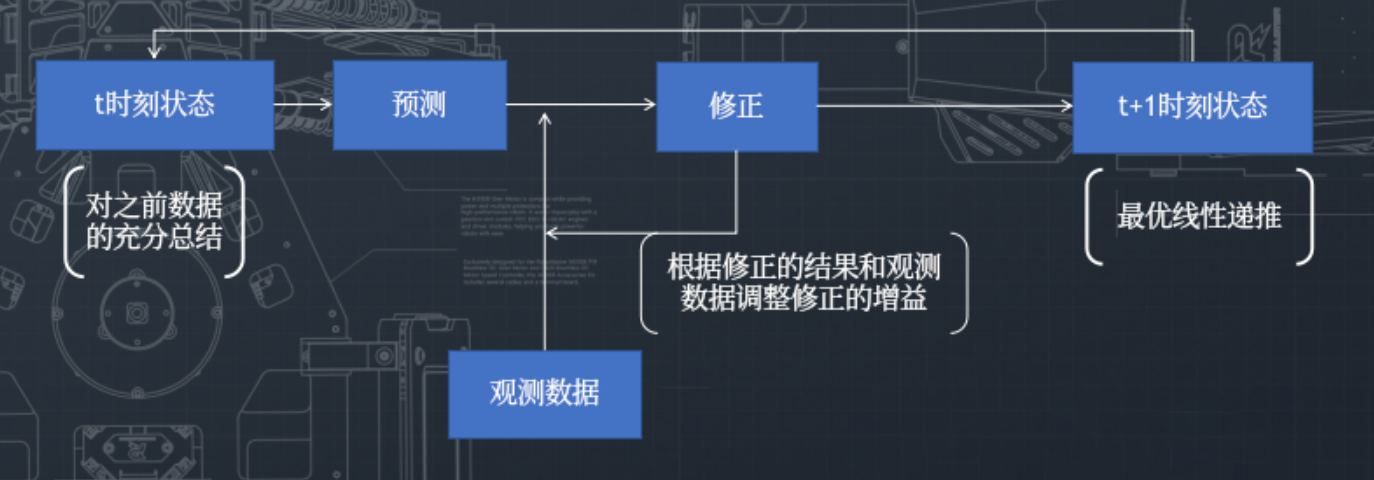 t时刻状态
预测
修正
t+1时刻状态
对之前数据
的充分总结
最优线性递推
根据修正的结果和观测
数据调整修正的增益
观测数据